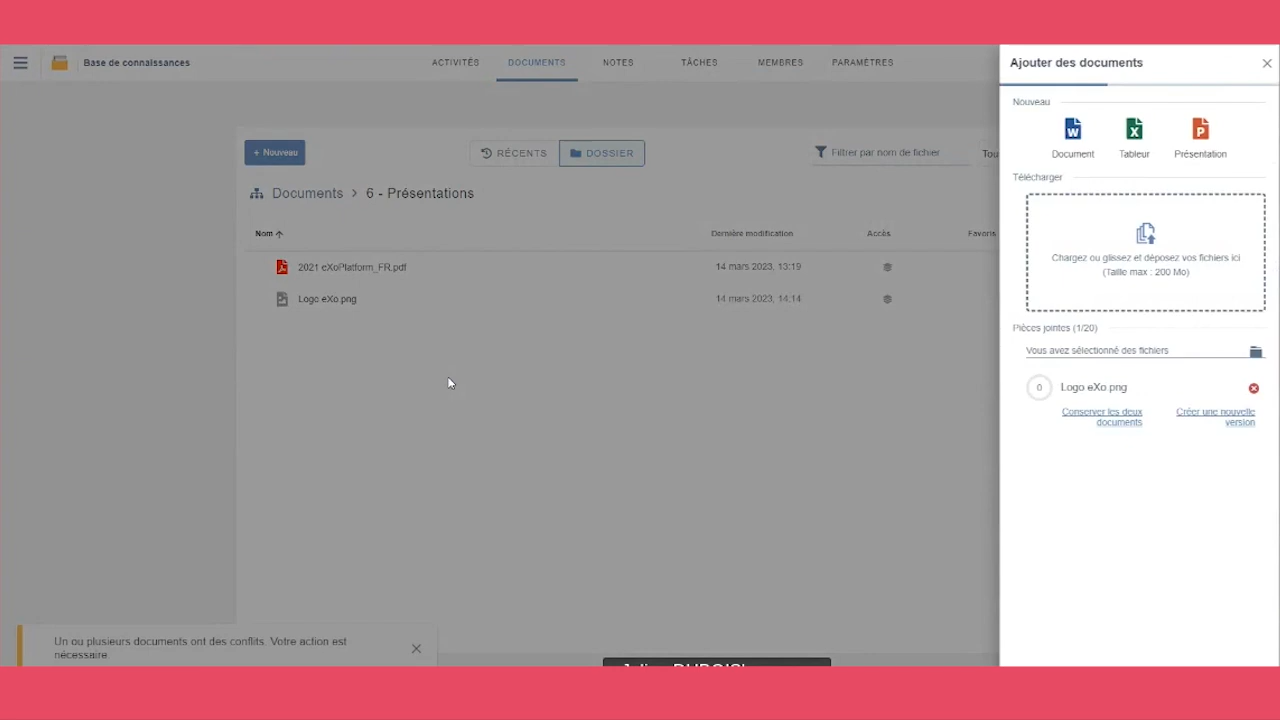 Base de connaissances
ACTIVITÉS
DOCUMENTS
NOTES
TÂCHES
MEMBRES
PARAMÈTRES
+ Nouveau
RÉCENTS
DOSSIER
Filtrer par nom de fichier
Tou
Documents > 6 - Présentations
Nom
Dernière modification
Accès
Favoris
2021 eXoPlatform_FR.pdf
14 mars 2023, 13:19
Logo eXo.png
14 mars 2023, 14:14
Un ou plusieurs documents ont des conflits. Votre action est
nécessaire.
Ajouter des documents
Nouveau
Document
Tableur
Présentation
Télécharger
Chargez ou glissez et déposez vos fichiers ici
(Taille max : 200 Mo)
Pièces jointes (1/20)
Vous avez sélectionné des fichiers
0
Logo eXo.png
Conserver les deux
documents
Créer une nouvelle
version